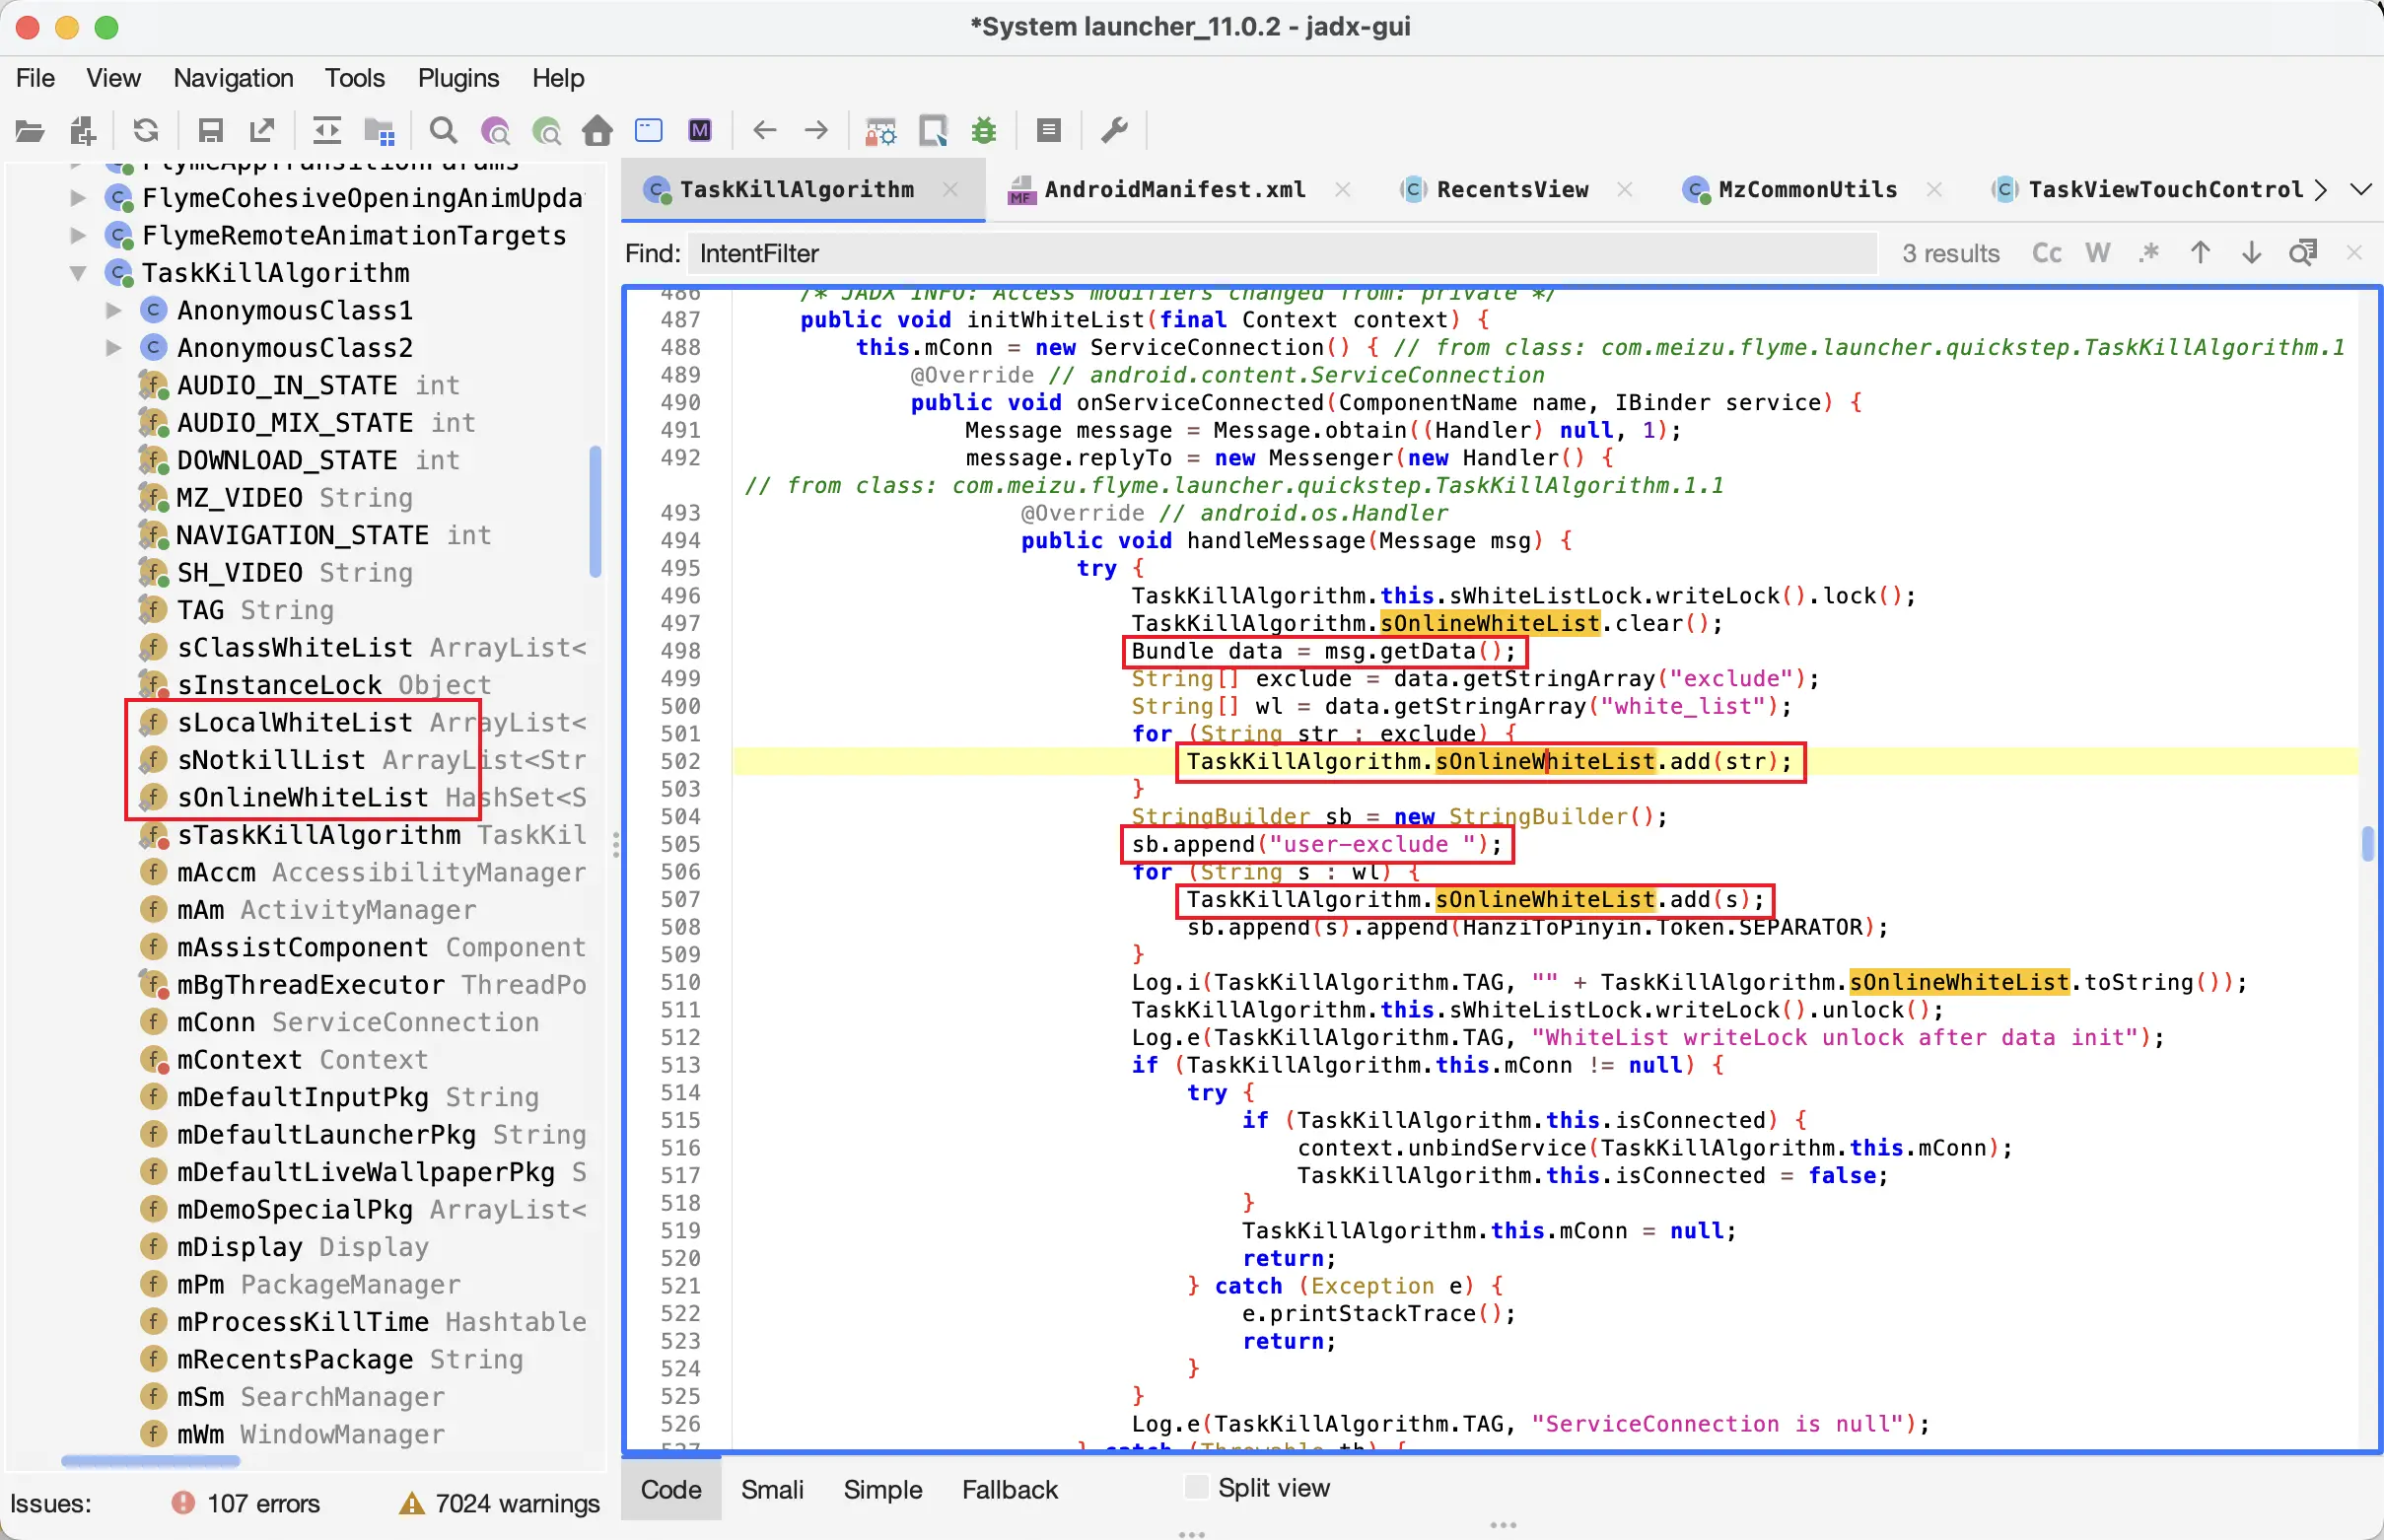 *System launcher_11.0.2 - jadx-gui
File View Navigation Tools Plugins Help
FlymeAppTransitionParams
FlymeCohesiveOpeningAnimUpda
FlymeRemoteAnimationTargets
TaskKillAlgorithm
AnonymousClass1
AnonymousClass2
AUDIO_IN_STATE int
AUDIO_MIX_STATE int
DOWNLOAD_STATE int
MZ_VIDEO String
NAVIGATION_STATE int
SH_VIDEO String
TAG String
sClassWhiteList ArrayList<
sInstanceLock Object
sLocalWhiteList ArrayList<
sNotkillList ArrayList<Str
sOnlineWhiteList HashSet<S
sTaskKillAlgorithm TaskKil
mAccm AccessibilityManager
mAm ActivityManager
mAssistComponent Component
mBgThreadExecutor ThreadPo
mConn ServiceConnection
mContext Context
mDefaultInputPkg String
mDefaultLauncherPkg String
mDefaultLiveWallpaperPkg S
mDemoSpecialPkg ArrayList<
mDisplay Display
mPm PackageManager
mProcessKillTime Hashtable
mRecentsPackage String
mSm SearchManager
mWm WindowManager
Issues: 107 errors 7024 warnings
TaskKillAlgorithm AndroidManifest.xml RecentsView MzCommonUtils TaskViewTouchControl
Find: IntentFilter 3 results Cc W .*
486 /* JADX INFO: Access modifiers changed from: private */
487 public void initWhiteList(final Context context) {
488 this.mConn = new ServiceConnection() { // from class: com.meizu.flyme.launcher.quickstep.TaskKillAlgorithm.1
489 @Override // android.content.ServiceConnection
490 public void onServiceConnected(ComponentName name, IBinder service) {
491 Message message = Message.obtain((Handler) null, 1);
492 message.replyTo = new Messenger(new Handler() {
// from class: com.meizu.flyme.launcher.quickstep.TaskKillAlgorithm.1.1
493 @Override // android.os.Handler
494 public void handleMessage(Message msg) {
495 try {
496 TaskKillAlgorithm.this.sWhiteListLock.writeLock().lock();
497 TaskKillAlgorithm.sOnlineWhiteList.clear();
498 Bundle data = msg.getData();
499 String[] exclude = data.getStringArray("exclude");
500 String[] wl = data.getStringArray("white_list");
501 for (String str : exclude) {
502 TaskKillAlgorithm.sOnlineWhiteList.add(str);
503 }
504 StringBuilder sb = new StringBuilder();
505 sb.append("user-exclude ");
506 for (String s : wl) {
507 TaskKillAlgorithm.sOnlineWhiteList.add(s);
508 sb.append(s).append(HanziToPinyin.Token.SEPARATOR);
509 }
510 Log.i(TaskKillAlgorithm.TAG, "" + TaskKillAlgorithm.sOnlineWhiteList.toString());
511 TaskKillAlgorithm.this.sWhiteListLock.writeLock().unlock();
512 Log.e(TaskKillAlgorithm.TAG, "WhiteList writeLock unlock after data init");
513 if (TaskKillAlgorithm.this.mConn != null) {
514 try {
515 if (TaskKillAlgorithm.this.isConnected) {
516 context.unbindService(TaskKillAlgorithm.this.mConn);
517 TaskKillAlgorithm.this.isConnected = false;
518 }
519 TaskKillAlgorithm.this.mConn = null;
520 return;
521 } catch (Exception e) {
522 e.printStackTrace();
523 return;
524 }
525 }
526 Log.e(TaskKillAlgorithm.TAG, "ServiceConnection is null");
527 } catch (Throwable th) {
Code Smali Simple Fallback Split view